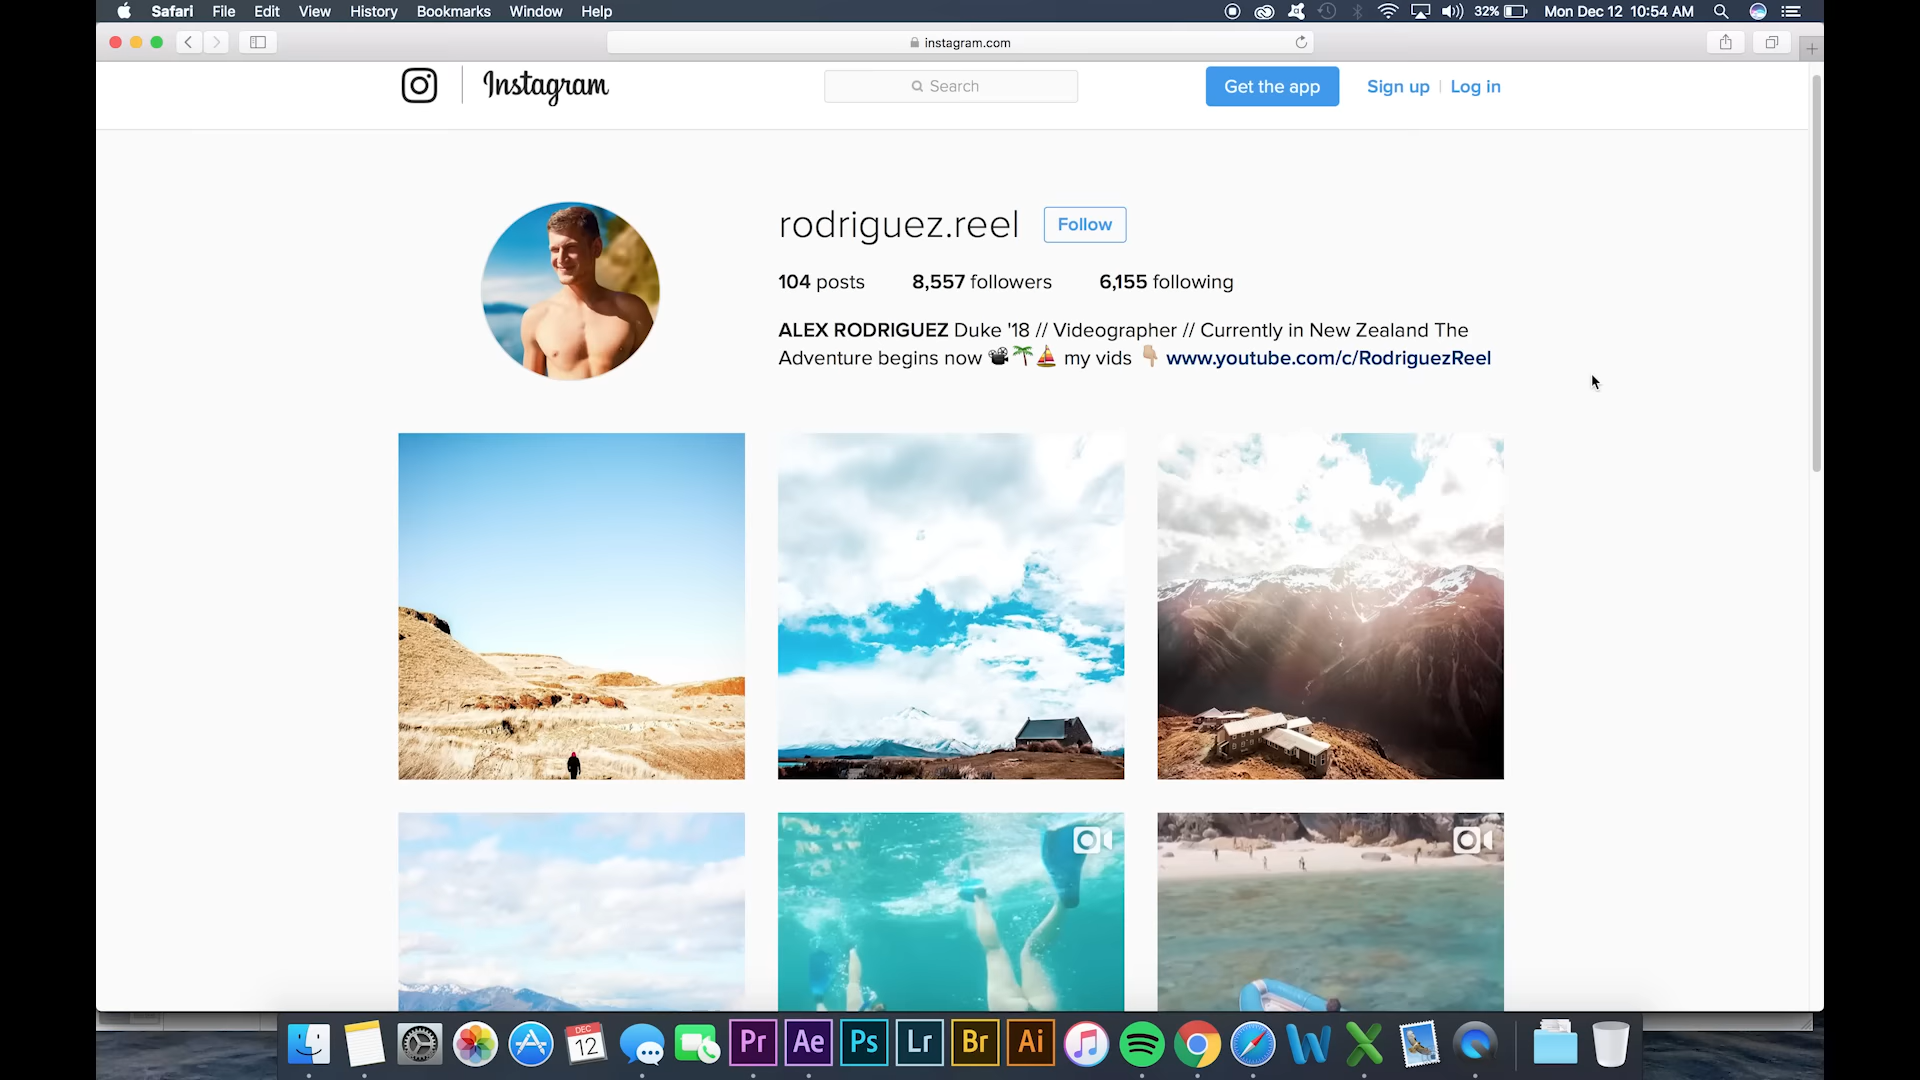 Safari File Edit View History Bookmarks Window Help 32% Mon Dec 12 10:54 AM
instagram.com
Instagram Search Get the app Sign up Log in
rodriguez.reel Follow
104 posts 8,557 followers 6,155 following
ALEX RODRIGUEZ Duke '18 // Videographer // Currently in New Zealand The
Adventure begins now 📽🌴⛵ my vids 👇🏼 www.youtube.com/c/RodriguezReel
DEC
12 Pr Ae Ps Lr Br Ai W X